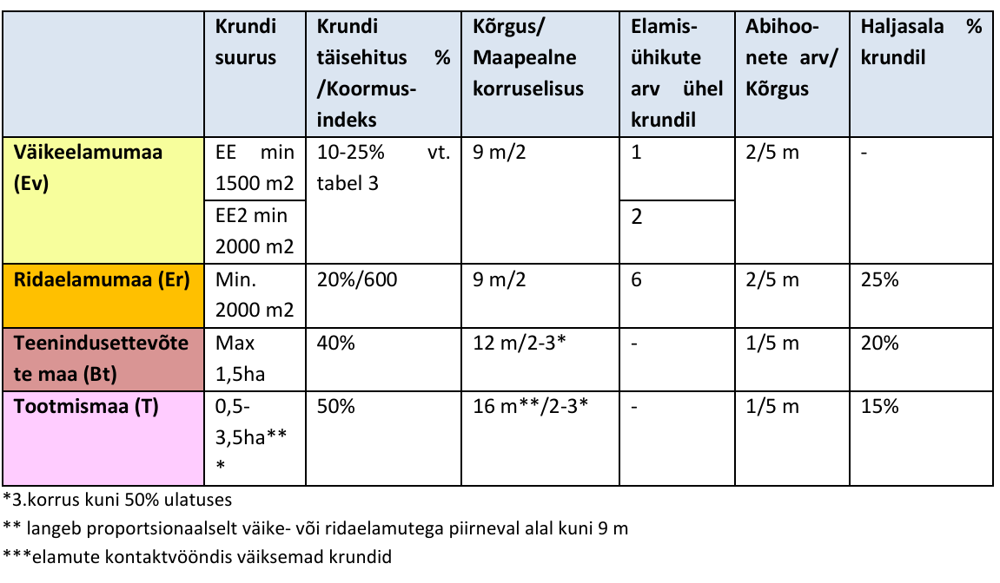 Krundi suurus
Krundi täisehitus % /Koormus-indeks
Kõrgus/ Maapealne korruselisus
Elamis-ühikute arv ühel krundil
Abihoo-nete arv/ Kõrgus
Haljasala % krundil
Väikeelamumaa (Ev)
EE min 1500 m2
10-25% vt. tabel 3
9 m/2
1
2/5 m
-
EE2 min 2000 m2
2
Ridaelamumaa (Er)
Min. 2000 m2
20%/600
9 m/2
6
2/5 m
25%
Teenindusettevõte te maa (Bt)
Max 1,5ha
40%
12 m/2-3*
-
1/5 m
20%
Tootmismaa (T)
0,5-3,5ha***
50%
16 m**/2-3*
-
1/5 m
15%
*3.korrus kuni 50% ulatuses
** langeb proportsionaalselt väike- või ridaelamutega piirneval alal kuni 9 m
***elamute kontaktvööndis väiksemad krundid